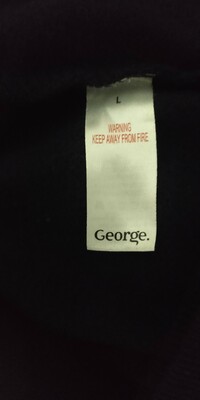 L
WARNING
KEEP AWAY FROM FIRE
George.